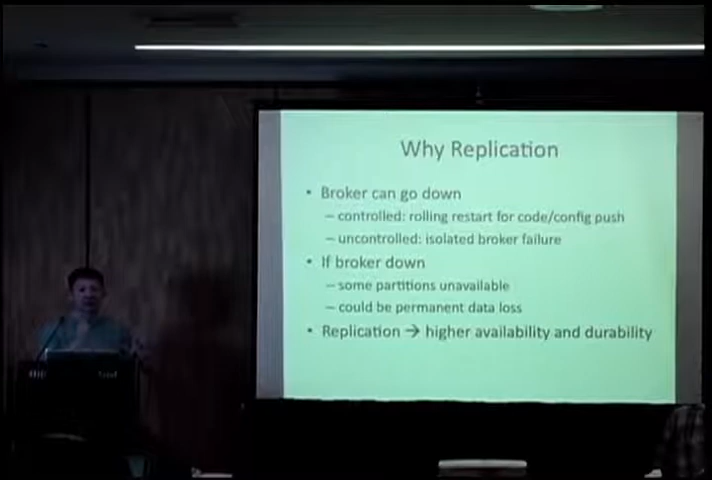 Why Replication
• Broker can go down
– controlled: rolling restart for code/config push
– uncontrolled: isolated broker failure
• If broker down
– some partitions unavailable
– could be permanent data loss
• Replication → higher availability and durability